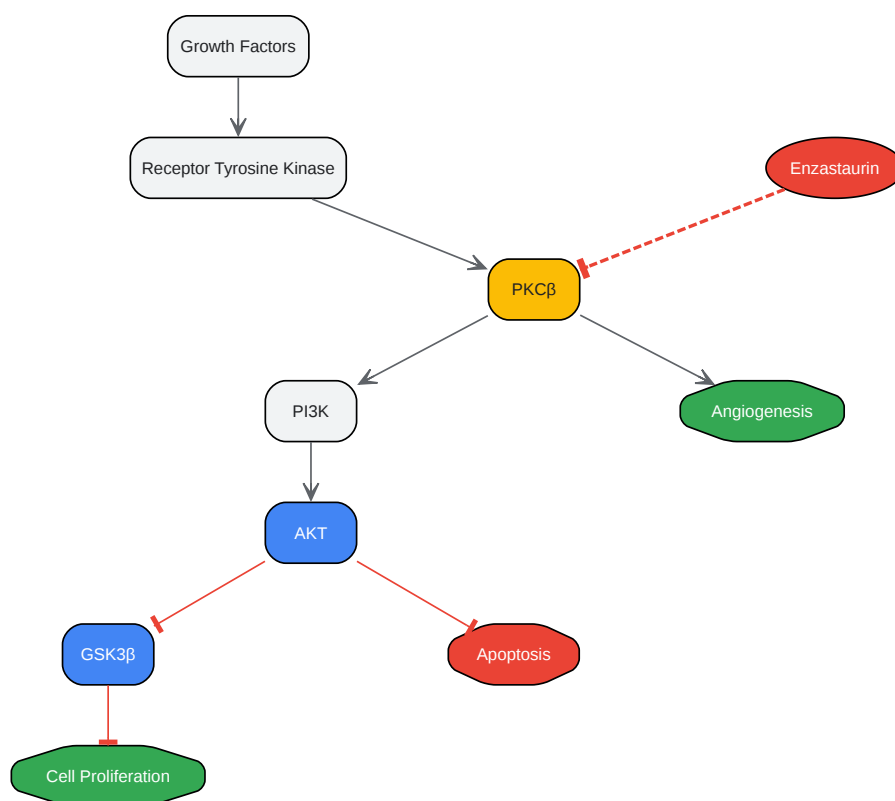 Growth Factors
Receptor Tyrosine Kinase
Enzastaurin
PKCβ
PI3K
Angiogenesis
AKT
GSK3β
Apoptosis
Cell Proliferation